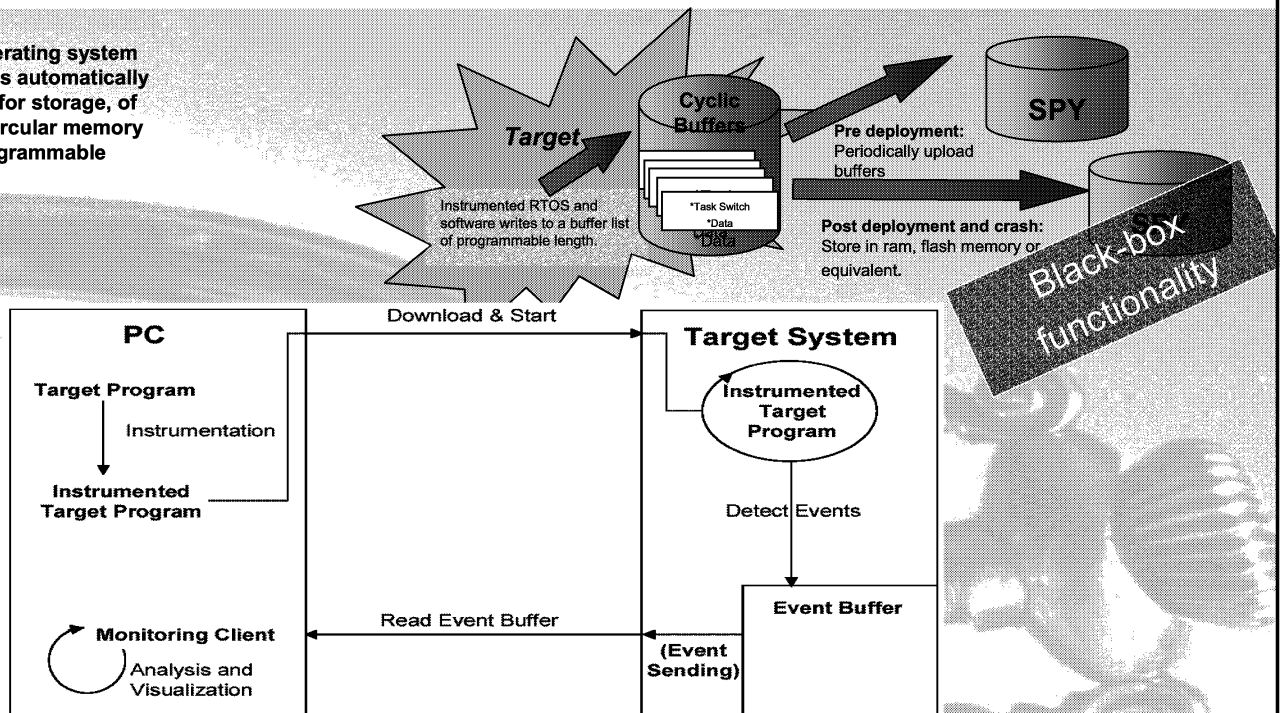 erating system
s automatically
for storage, of
rcular memory
grammable
Target
Instrumented RTOS and
software writes to a buffer list
of programmable length.
Cyclic
Buffers
*Task Switch
*Data
Data
*Data
SPY
Pre deployment:
Periodically upload
buffers
Post deployment and crash:
Store in ram, flash memory or
equivalent.
Black-box
functionality
PC
Target Program
Instrumentation
Instrumented
Target Program
Monitoring Client
Analysis and
Visualization
Download & Start
Read Event Buffer
Target System
Instrumented
Target
Program
Detect Events
Event Buffer
(Event
Sending)